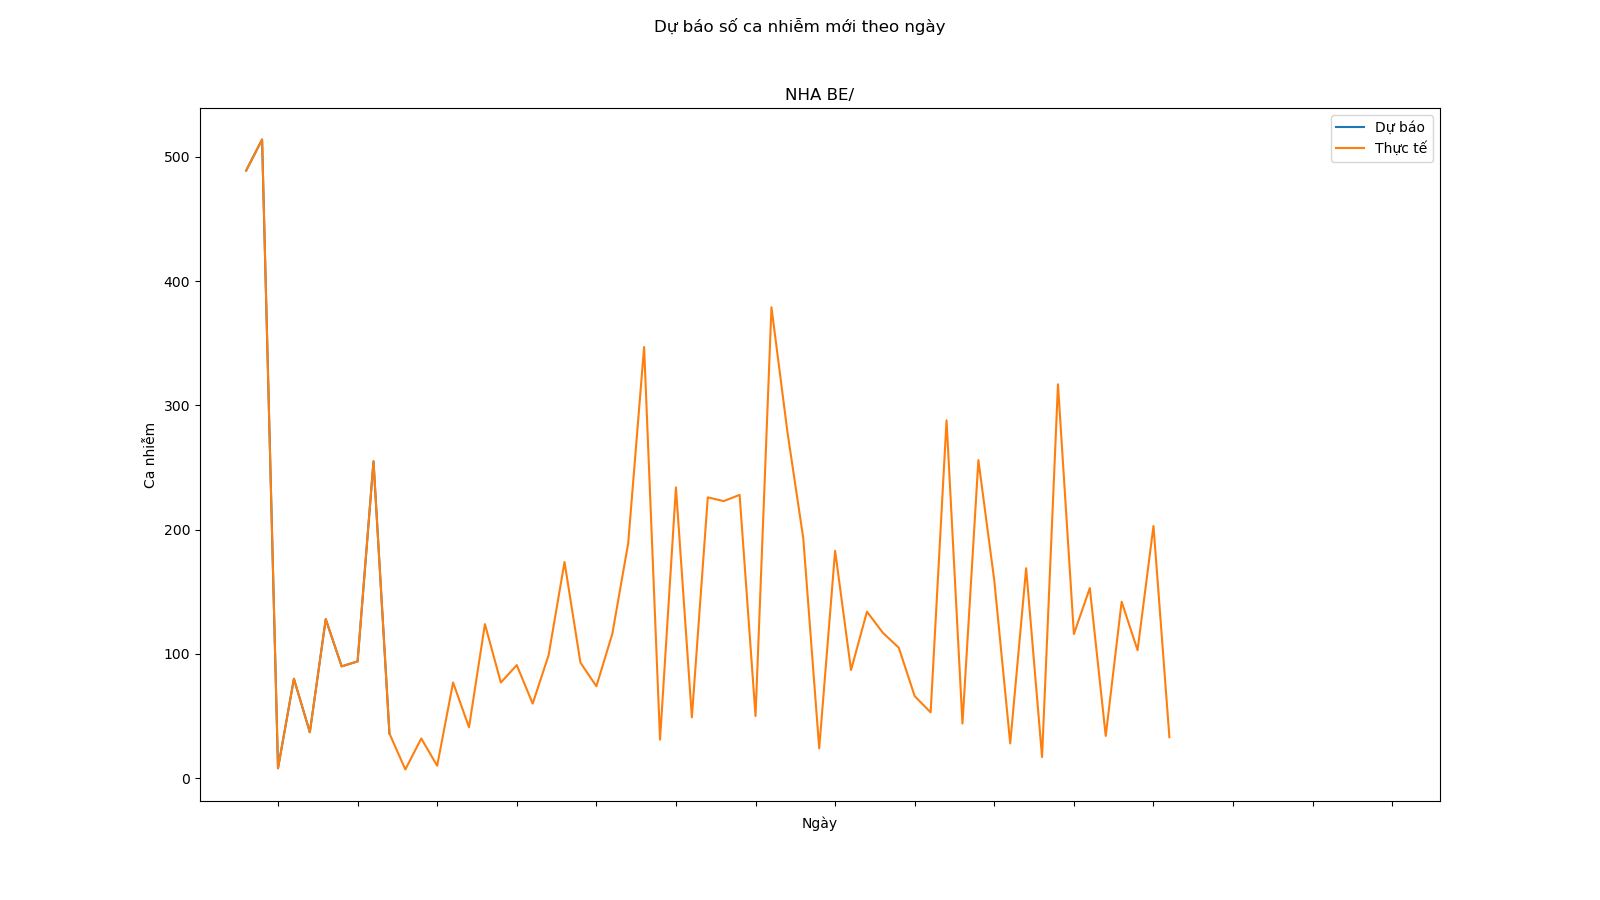 Dự báo số ca nhiễm mới theo ngày
NHA BE/
Dự báo
Thực tế
500
400
300
200
100
0
Ca nhiễm
Ngày